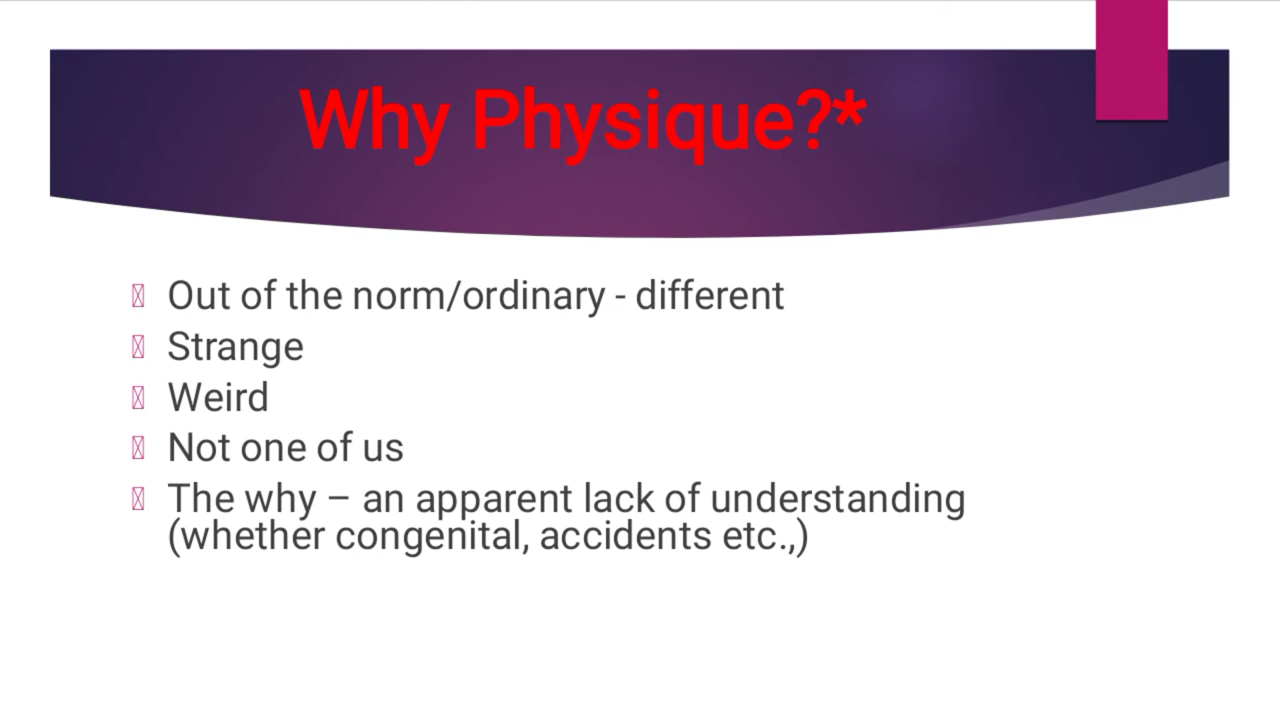 Why Physique?*
Out of the norm/ordinary - different
Strange
Weird
Not one of us
The why – an apparent lack of understanding
(whether congenital, accidents etc.,)